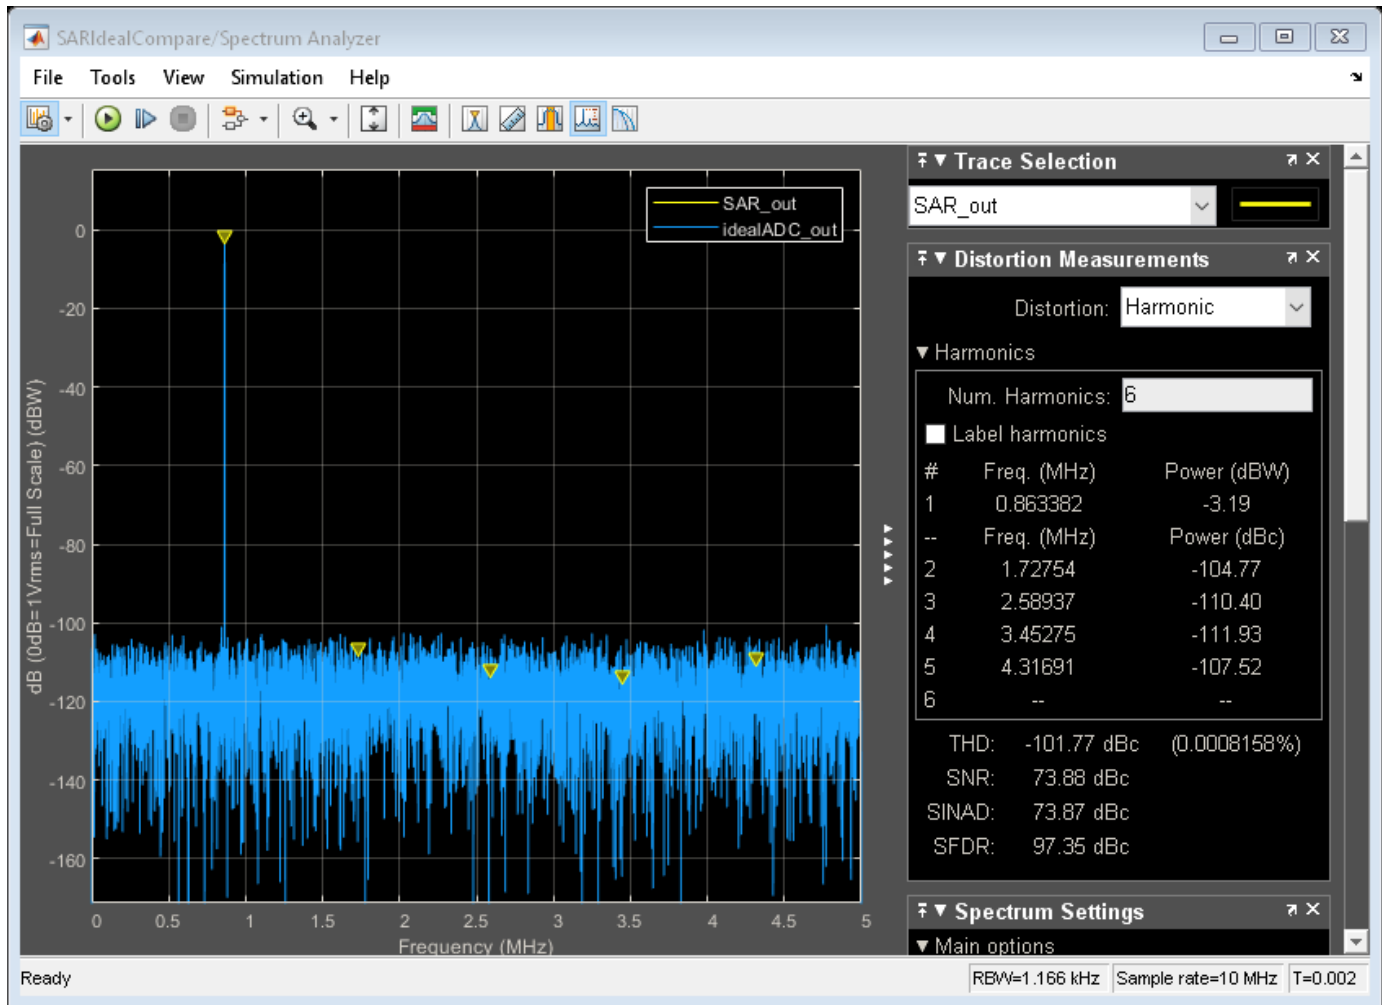 SARIdealCompare/Spectrum Analyzer
File Tools View Simulation Help
SAR_out
idealADC_out
0
-20
-40
-60
-80
-100
-120
-140
-160
dB (0dB=1Vrms=Full Scale) (dBW)
0 0.5 1 1.5 2 2.5 3 3.5 4 4.5 5
Frequency (MHz)
Trace Selection
SAR_out
Distortion Measurements
Distortion: Harmonic
Harmonics
Num. Harmonics: 6
Label harmonics
# Freq. (MHz) Power (dBW)
1 0.863382 -3.19
-- Freq. (MHz) Power (dBc)
2 1.72754 -104.77
3 2.58937 -110.40
4 3.45275 -111.93
5 4.31691 -107.52
6 -- --
THD: -101.77 dBc (0.0008158%)
SNR: 73.88 dBc
SINAD: 73.87 dBc
SFDR: 97.35 dBc
Spectrum Settings
Main options
Ready
RBW=1.166 kHz Sample rate=10 MHz T=0.002